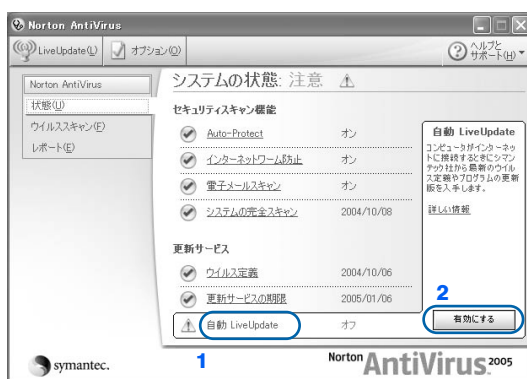 Norton AntiVirus
LiveUpdate(L) オプション(O) ヘルプとサポート(H)
Norton AntiVirus
状態(U)
ウイルススキャン(E)
レポート(E)
システムの状態: 注意
セキュリティスキャン機能
Auto-Protect オン
インターネットワーム防止 オン
電子メールスキャン オン
システムの完全スキャン 2004/10/08
更新サービス
ウイルス定義 2004/10/06
更新サービスの期限 2005/01/06
自動 LiveUpdate オフ
1
自動 LiveUpdate
コンピュータがインターネッ
トに接続するときにシマン
テック社から最新のウイル
ス定義やプログラムの更新
版を入手します。
詳しい情報
2
有効にする
symantec.
Norton AntiVirus 2005